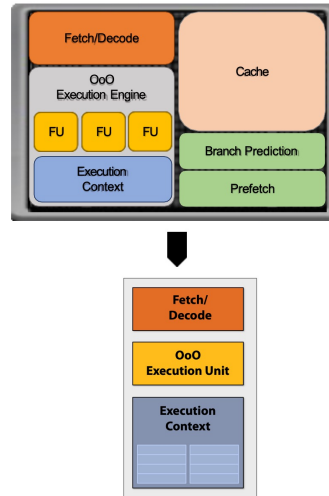 Fetch/Decode
OoO
Execution Engine
FU FU FU
Execution
Context
Cache
Branch Prediction
Prefetch
Fetch/
Decode
OoO
Execution Unit
Execution
Context